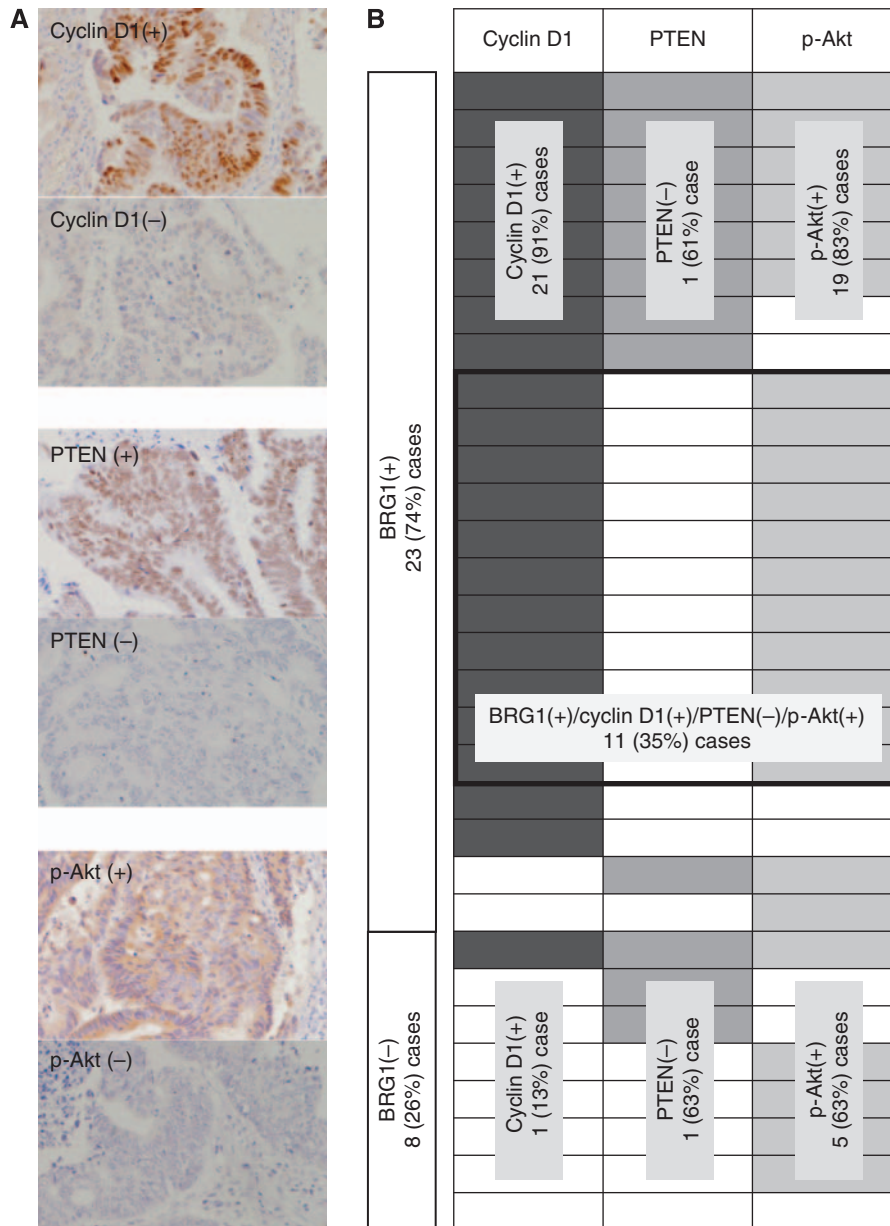 A
Cyclin D1(+)
Cyclin D1(–)
PTEN (+)
PTEN (–)
p-Akt (+)
p-Akt (–)
B
Cyclin D1
PTEN
p-Akt
BRG1(+)
23 (74%) cases
Cyclin D1(+)
21 (91%) cases
PTEN(–)
1 (61%) case
p-Akt(+)
19 (83%) cases
BRG1(+)/cyclin D1(+)/PTEN(–)/p-Akt(+)
11 (35%) cases
BRG1(–)
8 (26%) cases
Cyclin D1(+)
1 (13%) case
PTEN(–)
1 (63%) case
p-Akt(+)
5 (63%) cases